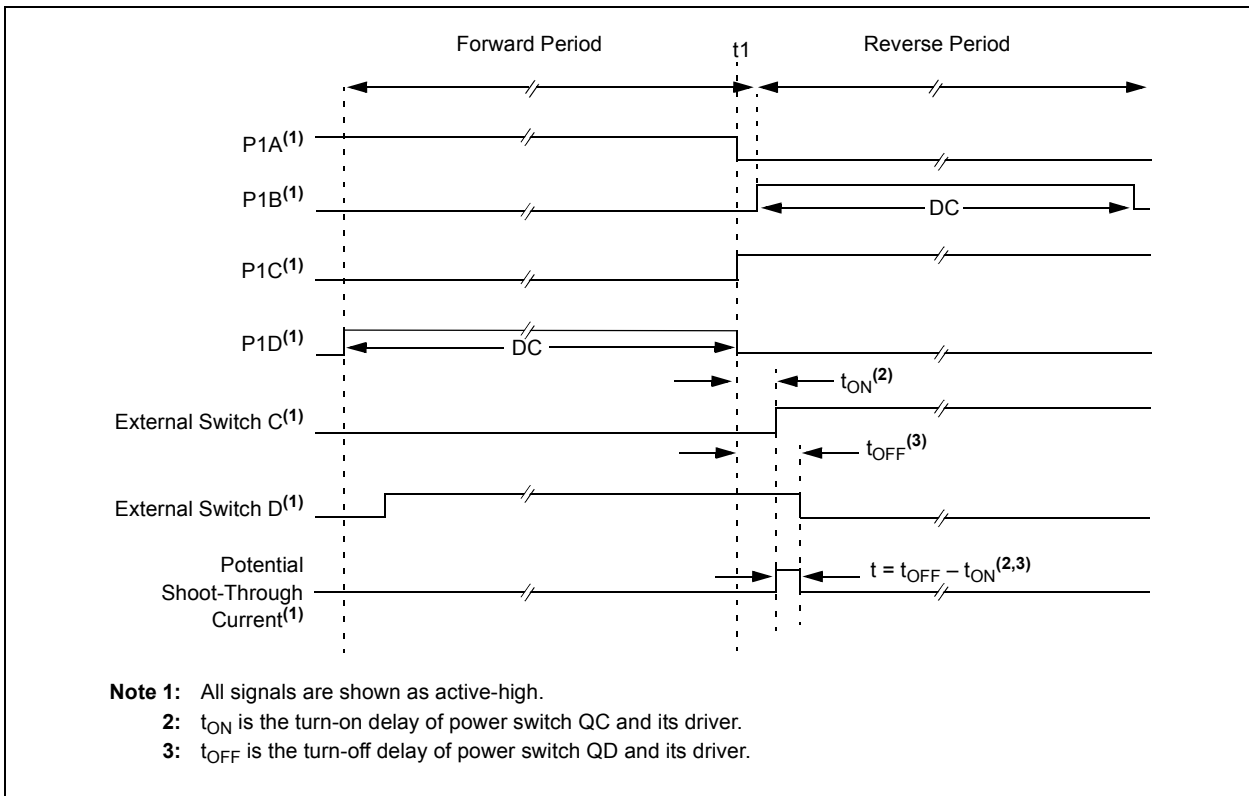 Forward Period
t1
Reverse Period
P1A(1)
P1B(1)
DC
P1C(1)
P1D(1)
DC
tON(2)
External Switch C(1)
tOFF(3)
External Switch D(1)
Potential
Shoot-Through
Current(1)
t = tOFF – tON(2,3)
Note 1: All signals are shown as active-high.
2: tON is the turn-on delay of power switch QC and its driver.
3: tOFF is the turn-off delay of power switch QD and its driver.